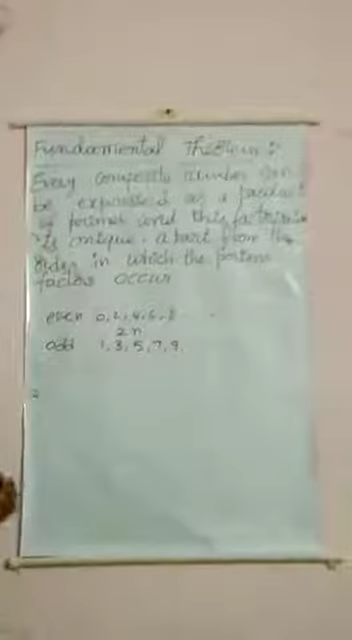 Fundamental Theorem :
Every composite number can
be expressed as a product
of primes and this factorisa
is unique, apart from the
order in which the prime
factors occur
even 0, 2, 4, 6, 8
2n
odd 1, 3, 5, 7, 9